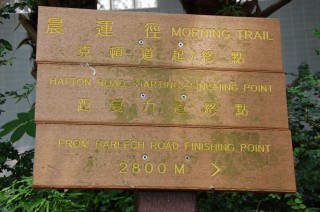 晨運徑 MORNING TRAIL
克頓道起終點
HATTON ROAD STARTING/FINISHING POINT
距夏力道終點
FROM HARLECH ROAD FINISHING POINT
2800 M >